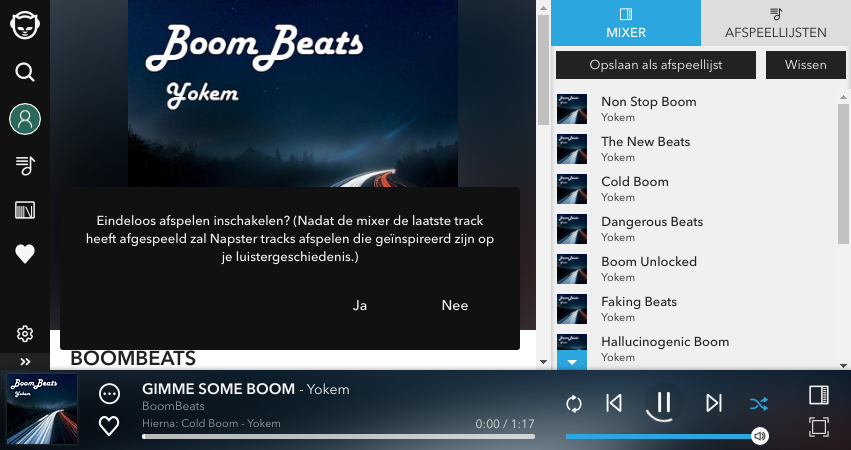 Boom Beats
Yokem
Eindeloos afspelen inschakelen? (Nadat de mixer de laatste track
heeft afgespeeld zal Napster tracks afspelen die geïnspireerd zijn op
je luistergeschiedenis.)
Ja
Nee
BOOMBEATS
MIXER
AFSPEELLIJSTEN
Opslaan als afspeellijst
Wissen
Non Stop Boom
Yokem
The New Beats
Yokem
Cold Boom
Yokem
Dangerous Beats
Yokem
Boom Unlocked
Yokem
Faking Beats
Yokem
Hallucinogenic Boom
Yokem
Boom Beats
Yokem
GIMME SOME BOOM - Yokem
BoomBeats
Hierna: Cold Boom - Yokem
0:00 / 1:17